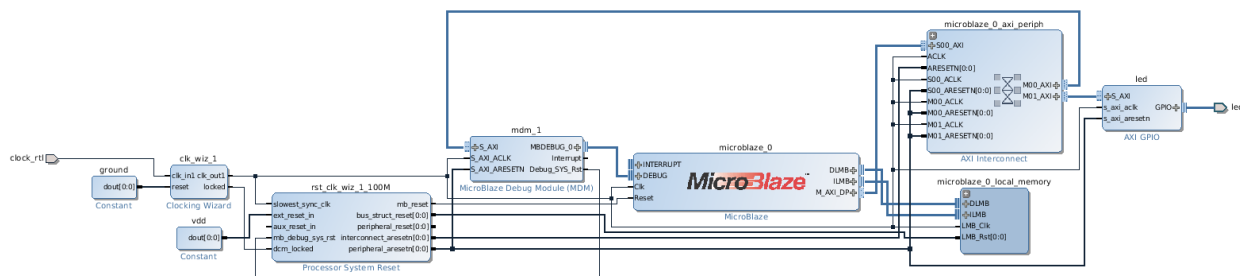 clock_rtl
ground
dout[0:0]
Constant
clk_wiz_1
clk_in1 clk_out1
reset locked
Clocking Wizard
vdd
dout[0:0]
Constant
rst_clk_wiz_1_100M
slowest_sync_clk mb_reset
ext_reset_in bus_struct_reset[0:0]
aux_reset_in peripheral_reset[0:0]
mb_debug_sys_rst interconnect_aresetn[0:0]
dcm_locked peripheral_aresetn[0:0]
Processor System Reset
mdm_1
S_AXI MBDEBUG_0
S_AXI_ACLK Interrupt
S_AXI_ARESETN Debug_SYS_Rst
MicroBlaze Debug Module (MDM)
microblaze_0
INTERRUPT
DEBUG
Clk
Reset
MicroBlaze
DLMB
ILMB
M_AXI_DP
MicroBlaze
microblaze_0_axi_periph
S00_AXI
ACLK
ARESETN[0:0]
S00_ACLK
S00_ARESETN[0:0]
M00_ACLK
M00_ARESETN[0:0]
M01_ACLK
M01_ARESETN[0:0]
M00_AXI
M01_AXI
AXI Interconnect
microblaze_0_local_memory
DLMB
ILMB
LMB_Clk
LMB_Rst[0:0]
led
S_AXI
s_axi_aclk GPIO
s_axi_aresetn
AXI GPIO